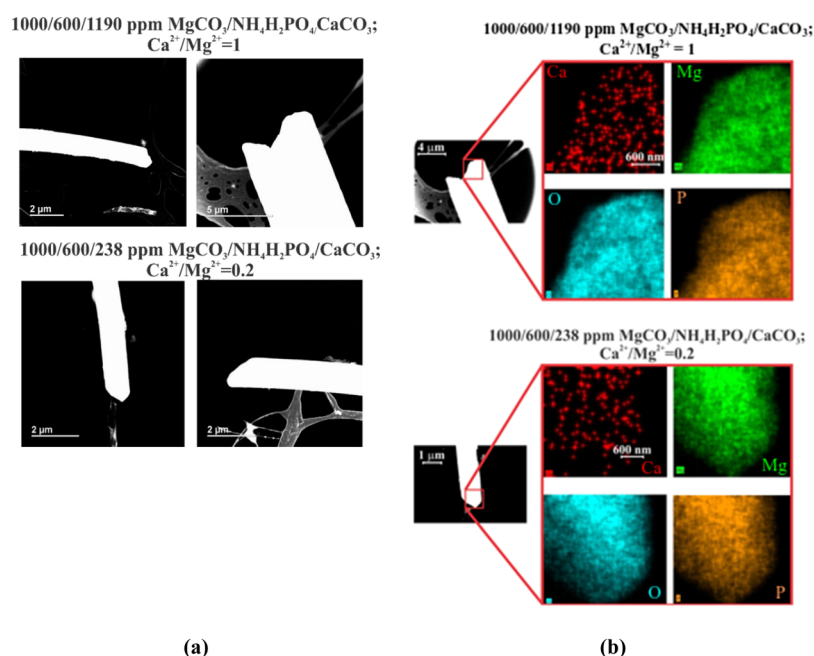 1000/600/1190 ppm MgCO₃/NH₄H₂PO₄/CaCO₃;
Ca²⁺/Mg²⁺=1
2 µm
5 µm
1000/600/238 ppm MgCO₃/NH₄H₂PO₄/CaCO₃;
Ca²⁺/Mg²⁺=0.2
2 µm
2 µm
(a)
1000/600/1190 ppm MgCO₃/NH₄H₂PO₄/CaCO₃;
Ca²⁺/Mg²⁺ = 1
4 µm
Ca
600 nm
Mg
O
P
1000/600/238 ppm MgCO₃/NH₄H₂PO₄/CaCO₃;
Ca²⁺/Mg²⁺=0.2
1 µm
600 nm
Ca
Mg
O
P
(b)